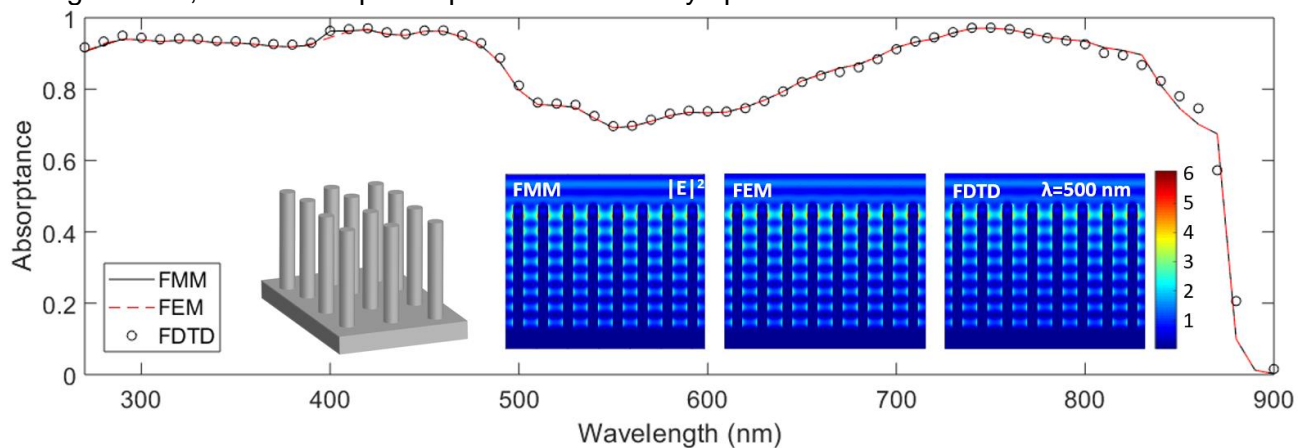 1
0.8
0.6
0.4
0.2
0
Absorptance
FMM
FEM
FDTD
FMM |E|²
FEM
FDTD λ=500 nm
6
5
4
3
2
1
300 400 500 600 700 800 900
Wavelength (nm)